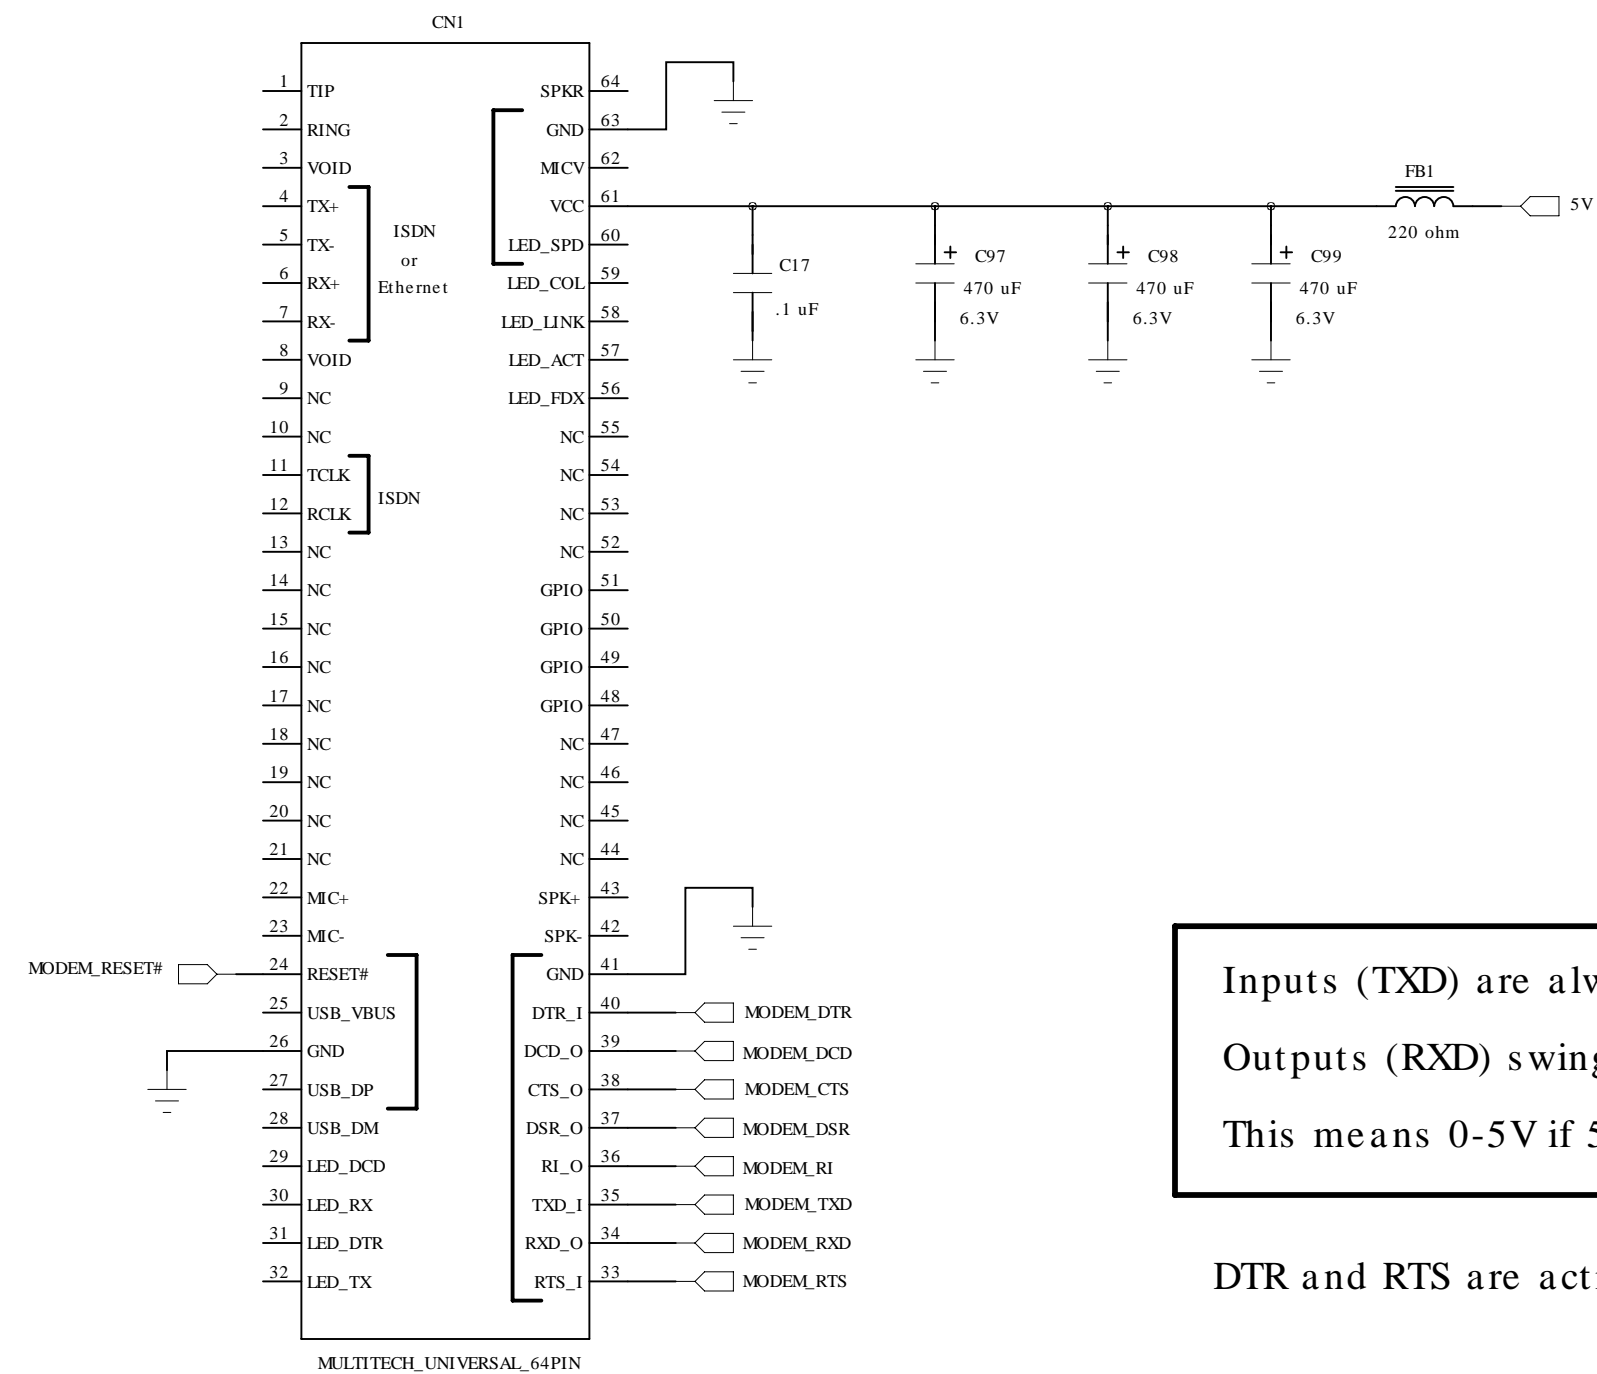 CN1
1 TIP SPKR 64
2 RING GND 63
3 VOID MICV 62
4 TX+ VCC 61
5 TX- LED_SPD 60
6 RX+ LED_COL 59
7 RX- LED_LINK 58
8 VOID LED_ACT 57
9 NC LED_FDX 56
10 NC NC 55
11 TCLK NC 54
12 RCLK NC 53
13 NC NC 52
14 NC GPIO 51
15 NC GPIO 50
16 NC GPIO 49
17 NC GPIO 48
18 NC NC 47
19 NC NC 46
20 NC NC 45
21 NC NC 44
22 MIC+ SPK+ 43
23 MIC- SPK- 42
MODEM_RESET# 24 RESET# GND 41
25 USB_VBUS DTR_I 40 MODEM_DTR
26 GND DCD_O 39 MODEM_DCD
27 USB_DP CTS_O 38 MODEM_CTS
28 USB_DM DSR_O 37 MODEM_DSR
29 LED_DCD RI_O 36 MODEM_RI
30 LED_RX TXD_I 35 MODEM_TXD
31 LED_DTR RXD_O 34 MODEM_RXD
32 LED_TX RTS_I 33 MODEM_RTS
MULTITECH_UNIVERSAL_64PIN
ISDN
or
Ethernet
ISDN
FB1
220 ohm
5V
C17
.1 uF
+ C97
470 uF
6.3V
+ C98
470 uF
6.3V
+ C99
470 uF
6.3V
Inputs (TXD) are
Outputs (RXD)
This means 0-5V if
DTR and RTS are